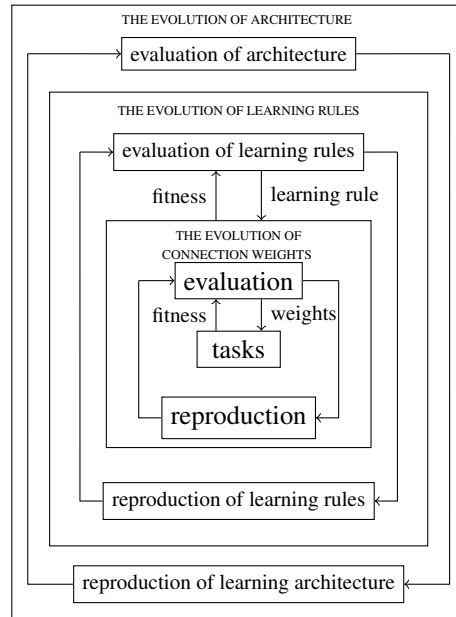 THE EVOLUTION OF ARCHITECTURE
evaluation of architecture
THE EVOLUTION OF LEARNING RULES
evaluation of learning rules
fitness
learning rule
THE EVOLUTION OF
CONNECTION WEIGHTS
evaluation
fitness
weights
tasks
reproduction
reproduction of learning rules
reproduction of learning architecture